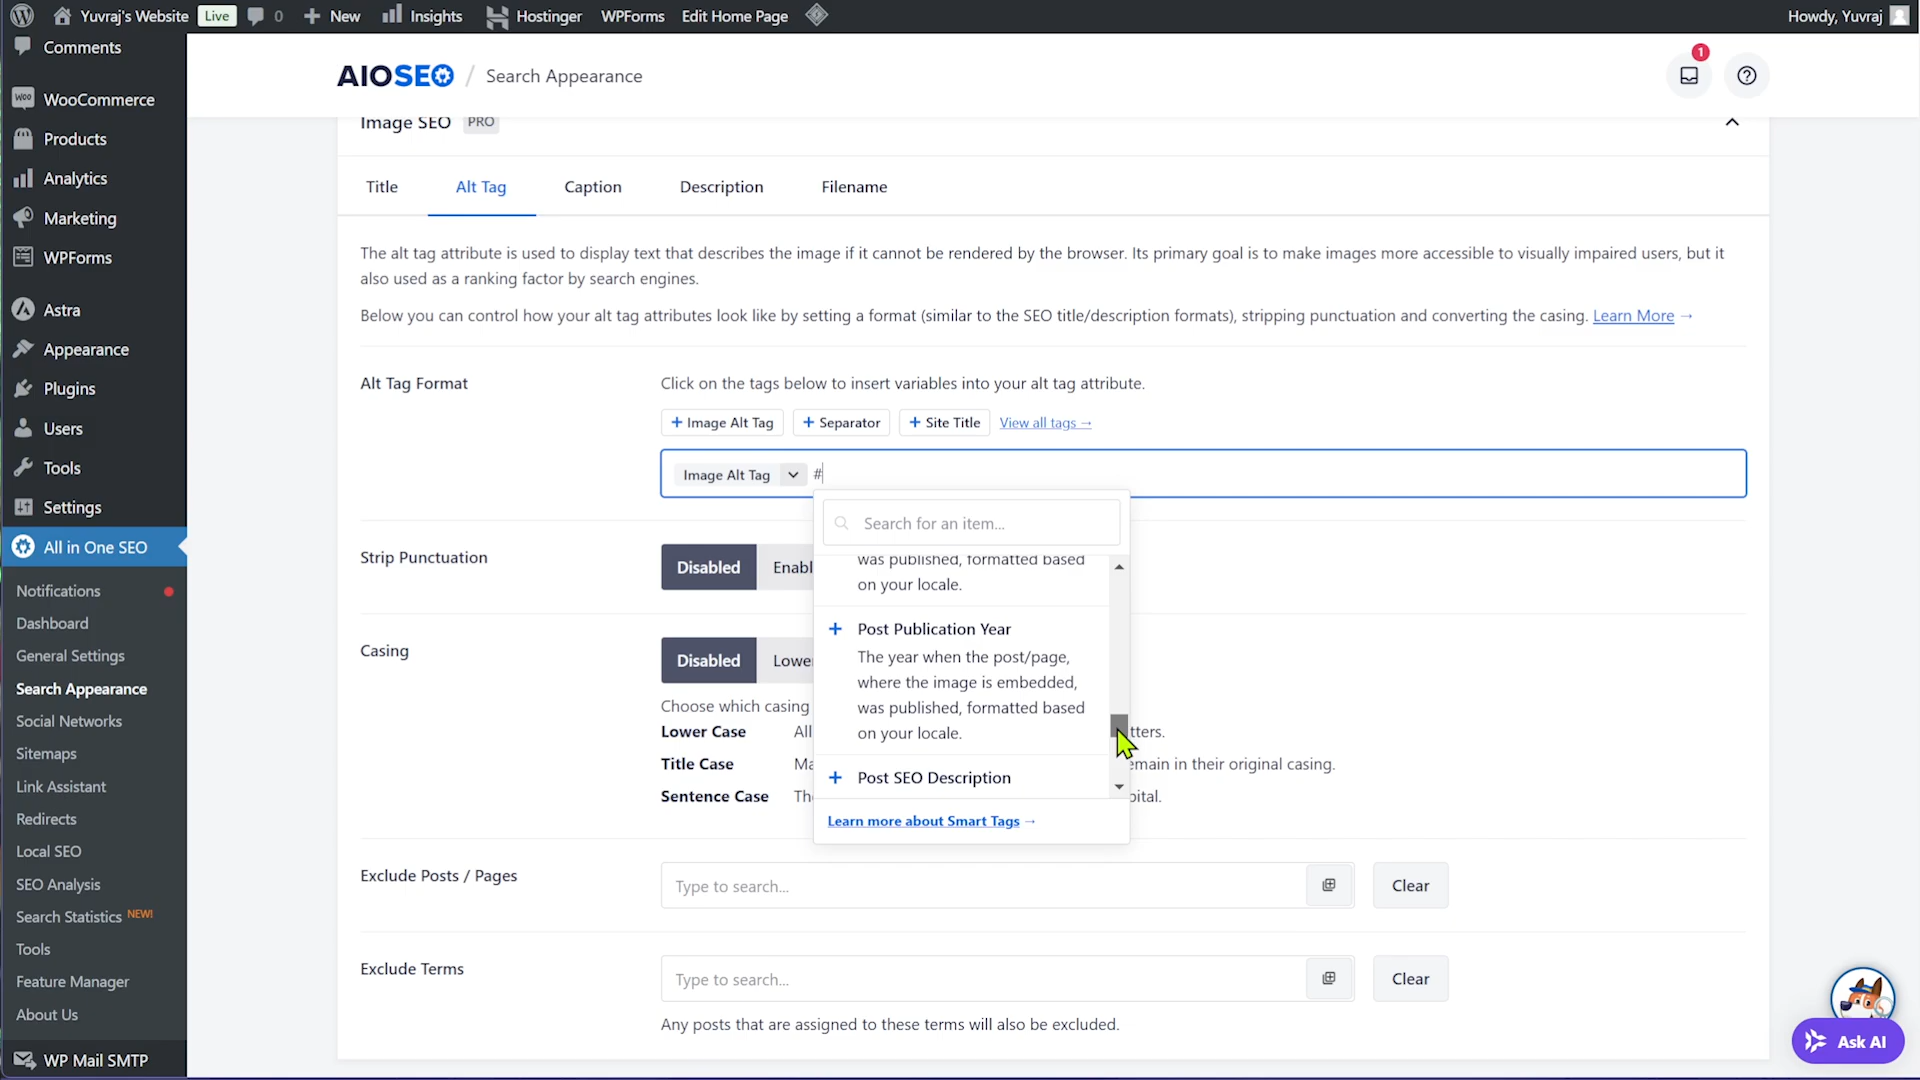 Yuvraj's Website Live 0 New Insights Hostinger WPForms Edit Home Page Howdy, Yuvraj
Comments
WooCommerce
Products
Analytics
Marketing
WPForms
Astra
Appearance
Plugins
Users
Tools
Settings
All in One SEO
Notifications
Dashboard
General Settings
Search Appearance
Social Networks
Sitemaps
Link Assistant
Redirects
Local SEO
SEO Analysis
Search Statistics NEW!
Tools
Feature Manager
About Us
WP Mail SMTP
AIOSEO / Search Appearance
1
Image SEO PRO
Title Alt Tag Caption Description Filename
The alt tag attribute is used to display text that describes the image if it cannot be rendered by the browser. Its primary goal is to make images more accessible to visually impaired users, but it
also used as a ranking factor by search engines.
Below you can control how your alt tag attributes look like by setting a format (similar to the SEO title/description formats), stripping punctuation and converting the casing. Learn More →
Alt Tag Format
Click on the tags below to insert variables into your alt tag attribute.
+ Image Alt Tag + Separator + Site Title View all tags →
Image Alt Tag #
Search for an item...
was published, formatted based
on your locale.
+ Post Publication Year
The year when the post/page,
where the image is embedded,
was published, formatted based
on your locale.
+ Post SEO Description
Learn more about Smart Tags →
Strip Punctuation
Disabled Enabl
Casing
Disabled Lowe
Choose which casing
Lower Case All tters.
Title Case Ma emain in their original casing.
Sentence Case The pital.
Exclude Posts / Pages
Type to search... Clear
Exclude Terms
Type to search... Clear
Any posts that are assigned to these terms will also be excluded.
Ask AI